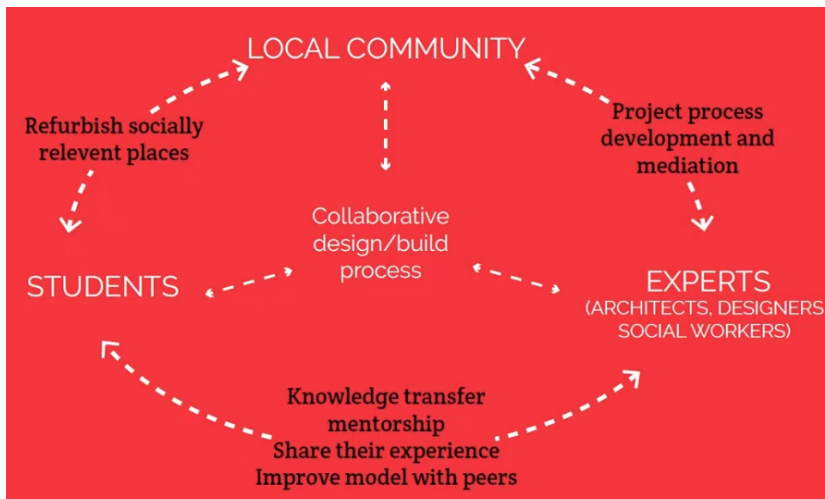 LOCAL COMMUNITY
Refurbish socially
relevent places
Project process
development and
mediation
Collaborative
design/build
process
STUDENTS
EXPERTS
(ARCHITECTS, DESIGNERS
SOCIAL WORKERS)
Knowledge transfer
mentorship
Share their experience
Improve model with peers